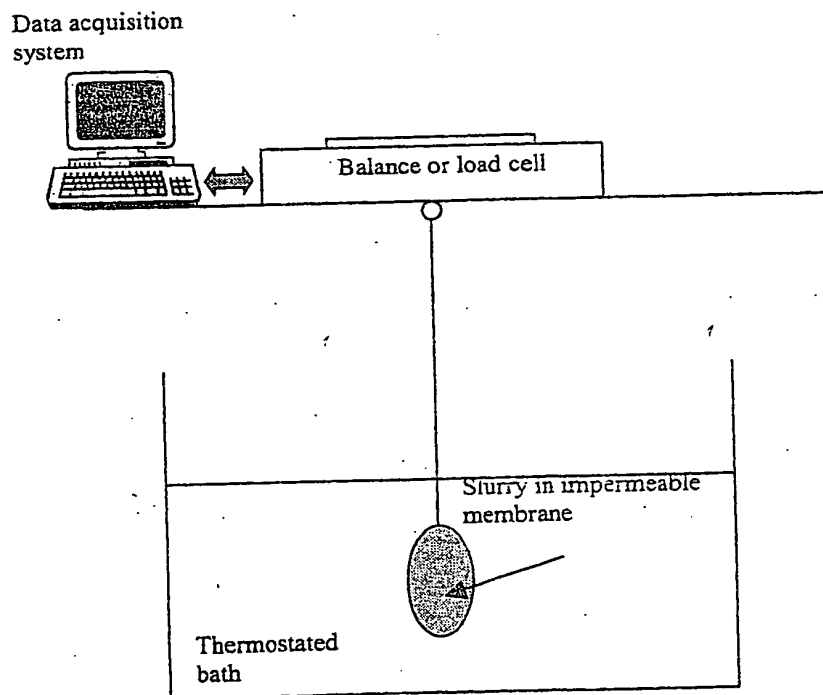 Data acquisition
system
Balance or load cell
Slurry in impermeable
membrane
Thermostated
bath